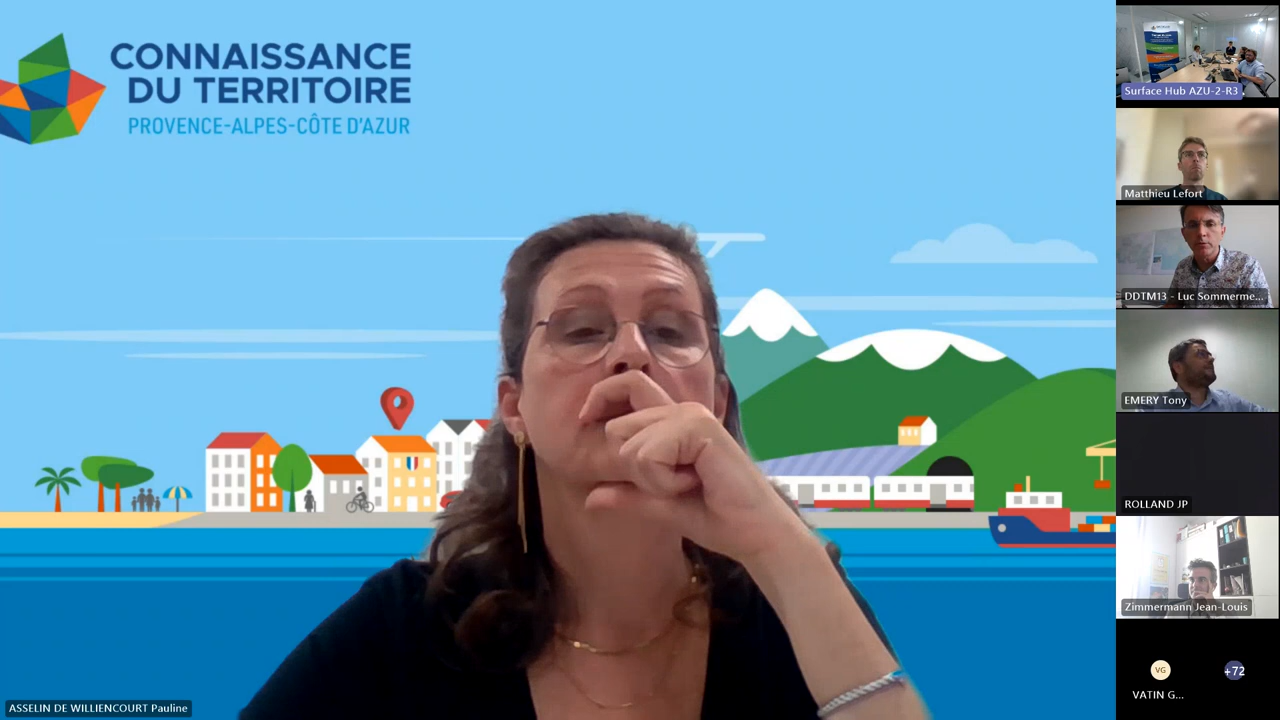 CONNAISSANCE
DU TERRITOIRE
PROVENCE-ALPES-CÔTE D'AZUR
ASSELIN DE WILLIENCOURT Pauline
Surface Hub AZU-2-R3
Matthieu Lefort
DDTM13 - Luc Sommerme...
EMERY Tony
ROLLAND JP
Zimmermann Jean-Louis
VG
+72
VATIN G...